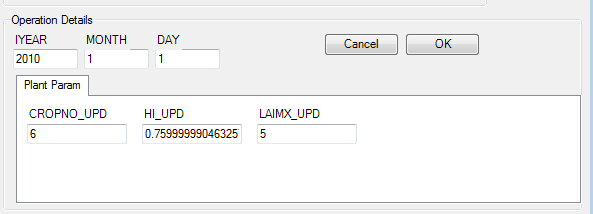 Operation Details
IYEAR MONTH DAY
2010 1 1 Cancel OK
Plant Param
CROPNO_UPD HI_UPD LAIMX_UPD
6 0.75999999046325 5